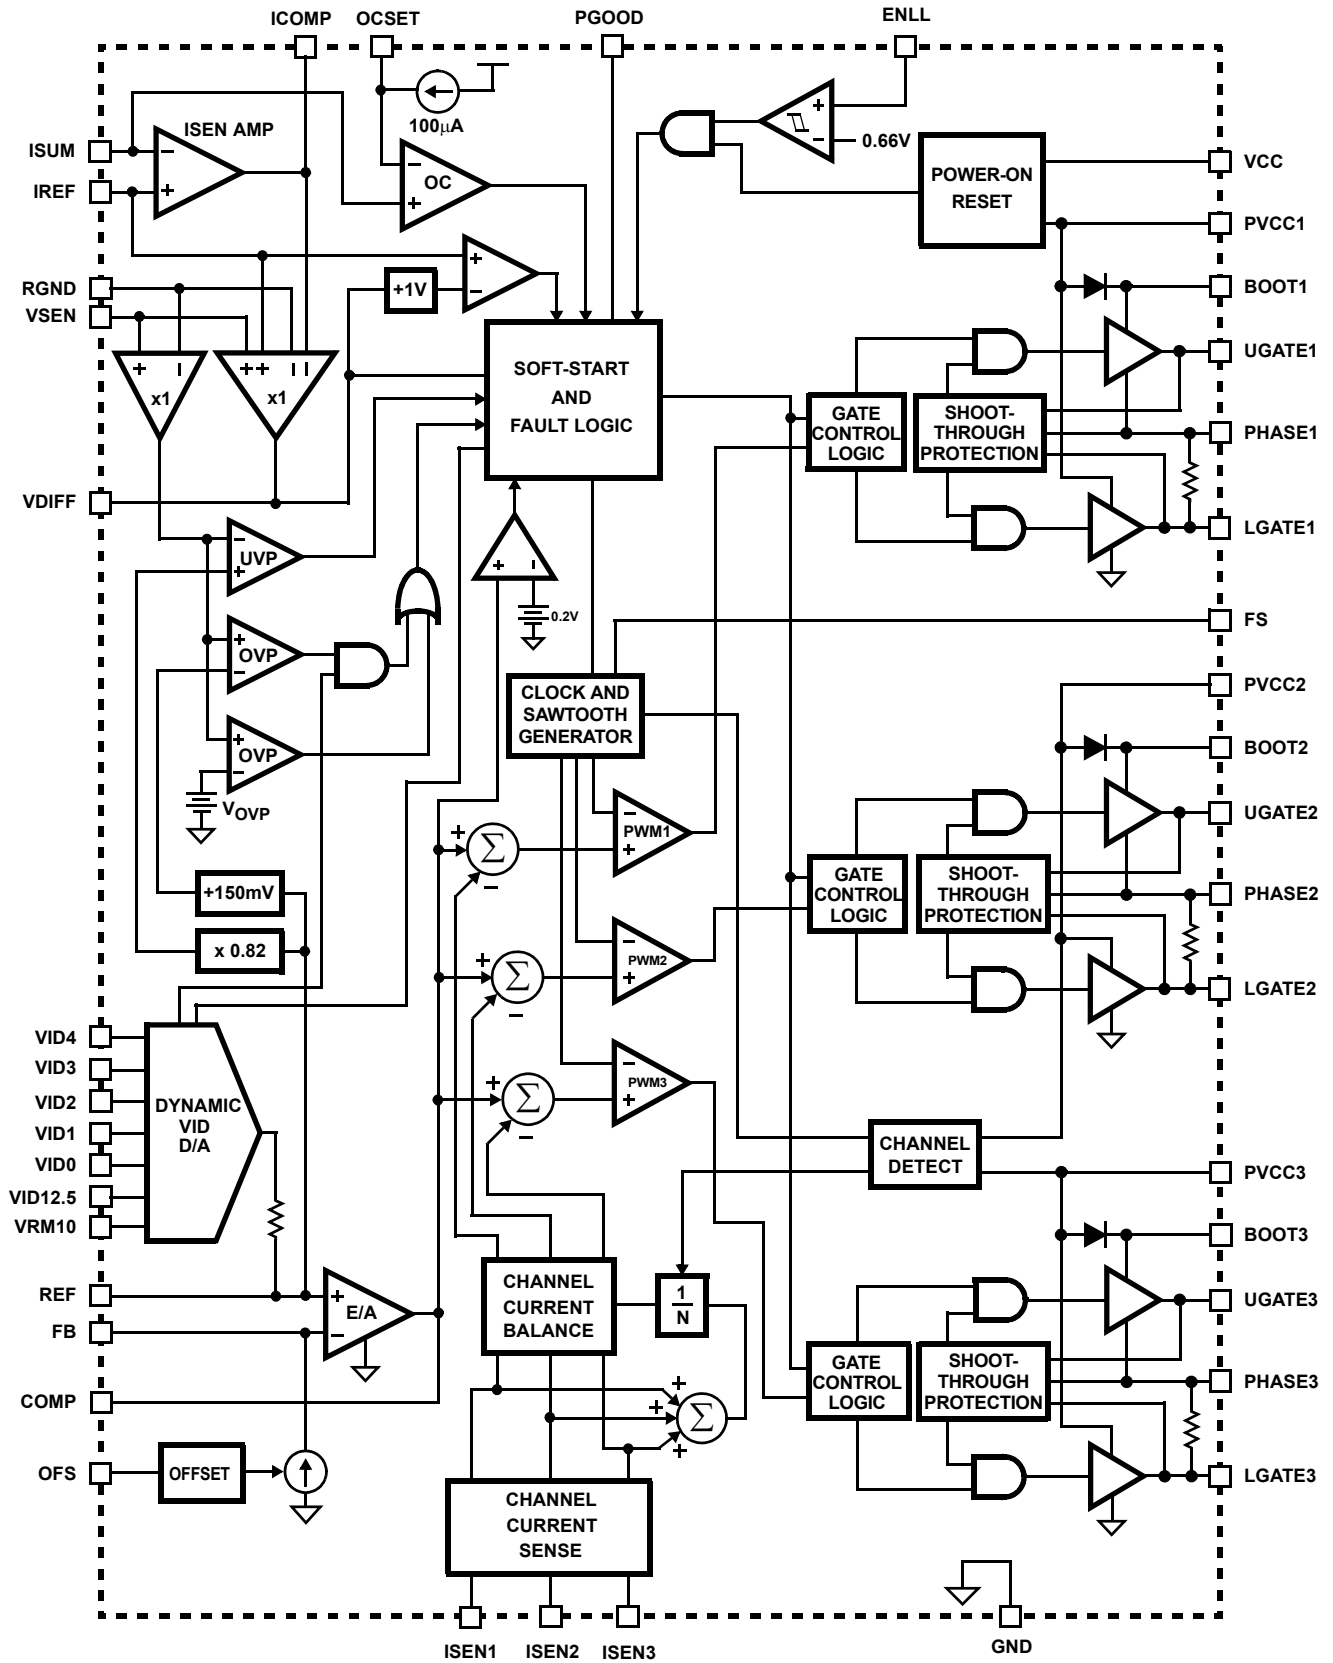 ICOMP
OCSET
PGOOD
ENLL
100µA
ISEN AMP
−
+
ISUM
IREF
−
OC
+
+
−
0.66V
POWER-ON
RESET
VCC
PVCC1
RGND
VSEN
+1V
+
−
BOOT1
UGATE1
PHASE1
LGATE1
+
−
x1
+
+
−
−
x1
SOFT-START
AND
FAULT LOGIC
GATE
CONTROL
LOGIC
SHOOT-
THROUGH
PROTECTION
VDIFF
−
UVP
+
+
−
0.2V
+
OVP
−
+
OVP
−
VOVP
FS
PVCC2
BOOT2
UGATE2
PHASE2
LGATE2
CLOCK AND
SAWTOOTH
GENERATOR
−
PWM1
+
+
Σ
−
+150mV
x 0.82
−
PWM2
+
+
Σ
−
GATE
CONTROL
LOGIC
SHOOT-
THROUGH
PROTECTION
VID4
VID3
VID2
VID1
VID0
VID12.5
VRM10
DYNAMIC
VID
D/A
−
PWM3
+
+
Σ
−
CHANNEL
DETECT
PVCC3
BOOT3
UGATE3
PHASE3
LGATE3
REF
FB
COMP
OFS
+
E/A
−
OFFSET
CHANNEL
CURRENT
BALANCE
1
N
+
+
+
Σ
GATE
CONTROL
LOGIC
SHOOT-
THROUGH
PROTECTION
CHANNEL
CURRENT
SENSE
ISEN1
ISEN2
ISEN3
GND